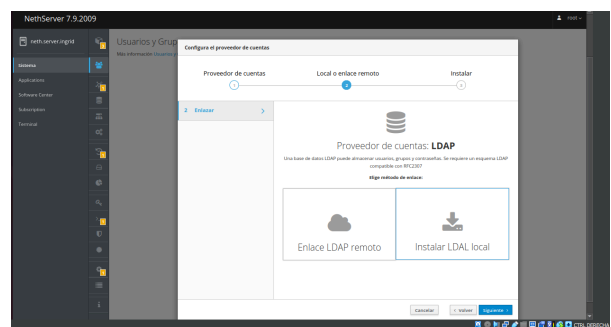 NethServer 7.9.2009
root
neth.server.ingrid
Usuarios y Grup
Sistema
Applications
Software Center
Subscription
Terminal
Configura el proveedor de cuentas
Proveedor de cuentas
Local o enlace remoto
Instalar
1
2
3
2 Enlazar
Proveedor de cuentas: LDAP
Una base de datos LDAP puede almacenar usuarios, grupos y contraseñas. Se requiere un esquema LDAP
compatible con RFC2307
Elige método de enlace:
Enlace LDAP remoto
Instalar LDAL local
Cancelar
< Volver
Siguiente >
CTRL DERECHA